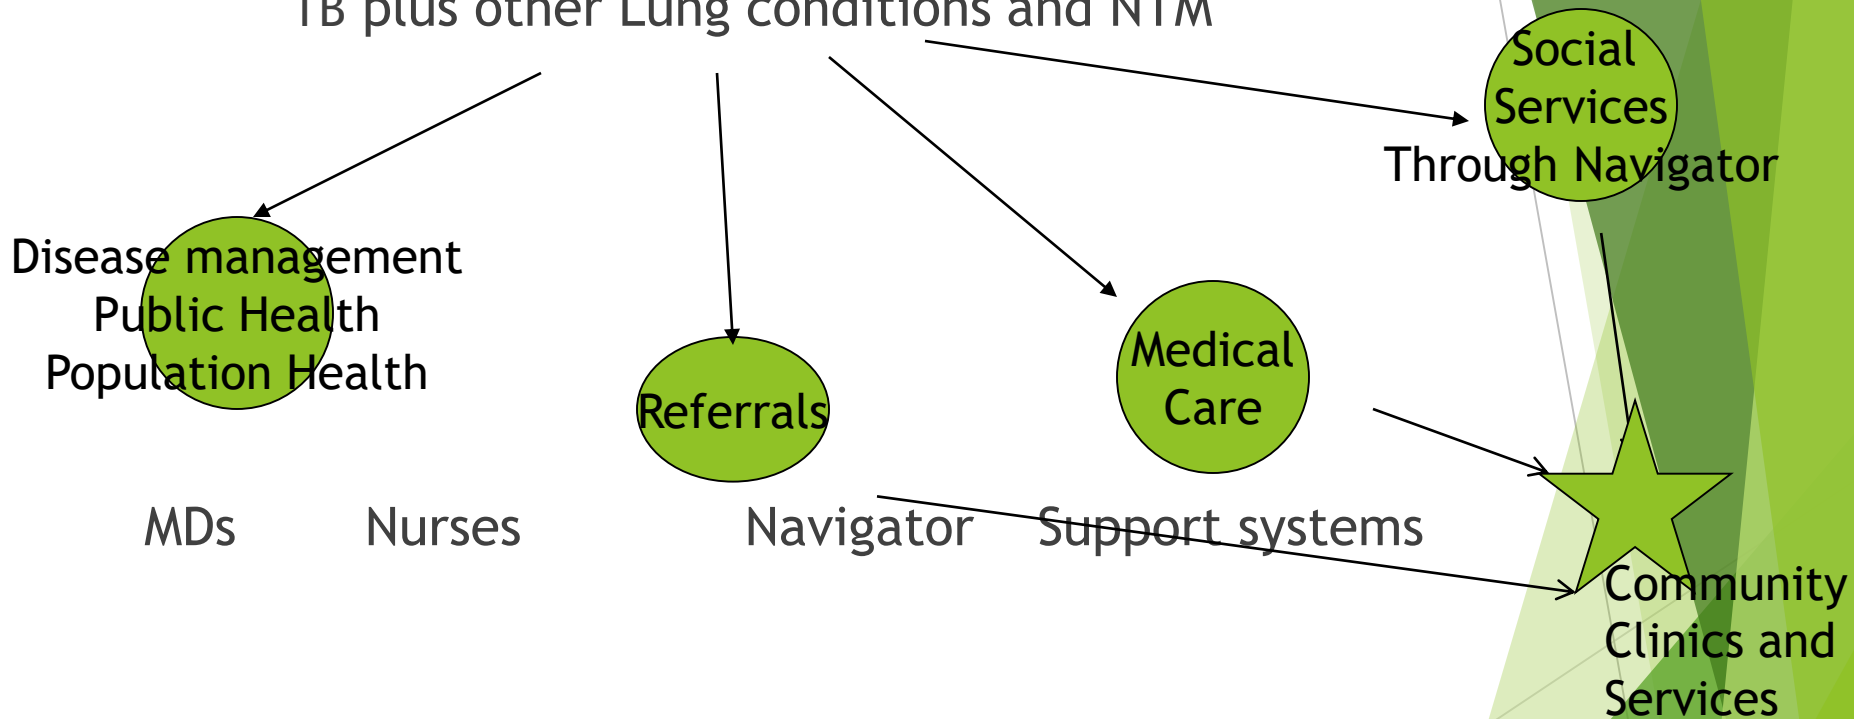 TB plus other Lung conditions and NTM
Social
Services
Through Navigator
Disease management
Public Health
Population Health
Referrals
Medical
Care
MDs Nurses Navigator Support systems
Community
Clinics and
Services